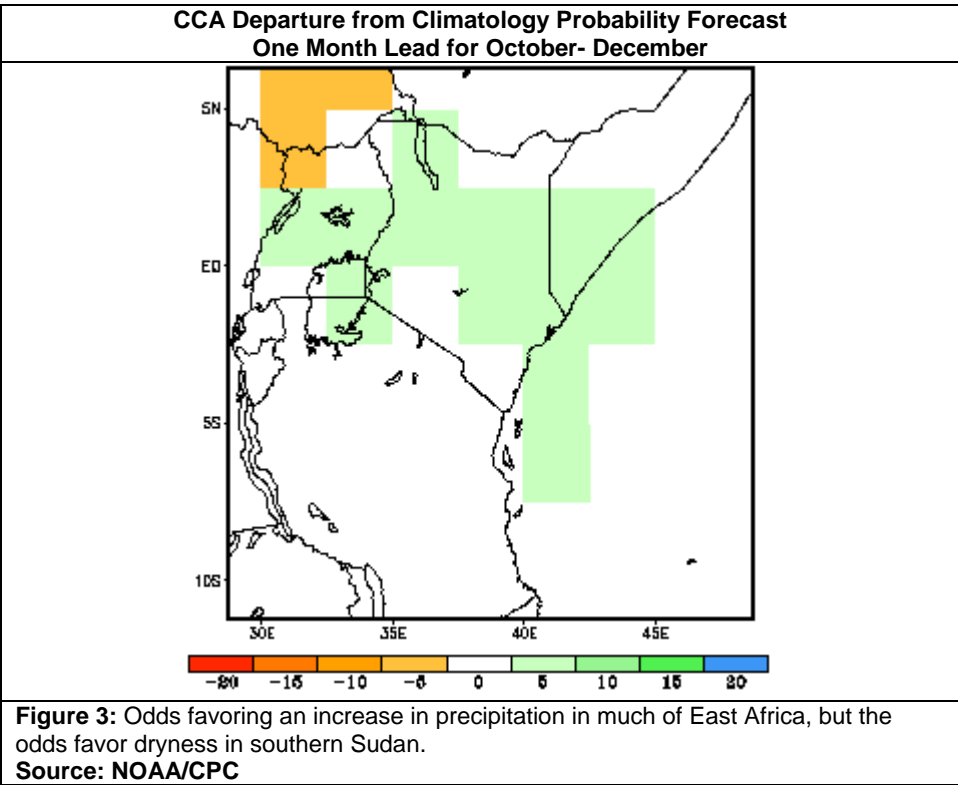 CCA Departure from Climatology Probability Forecast
One Month Lead for October- December
5N
EQ
5S
10S
30E 35E 40E 45E
-20 -15 -10 -5 0 5 10 15 20
Figure 3: Odds favoring an increase in precipitation in much of East Africa, but the
odds favor dryness in southern Sudan.
Source: NOAA/CPC